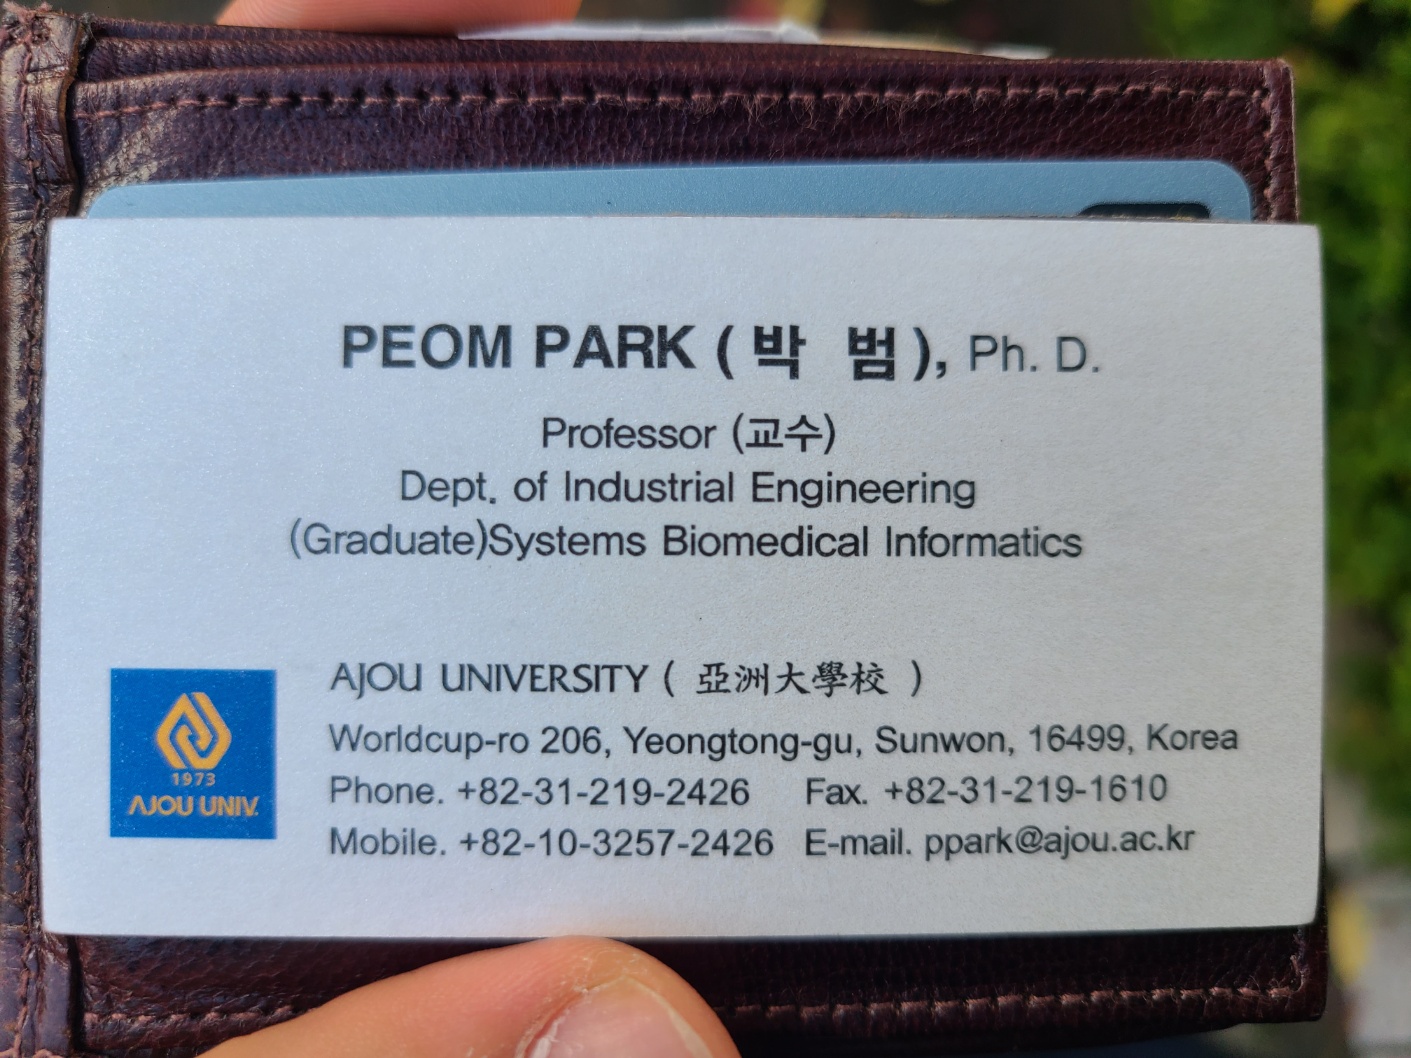 PEOM PARK ( 박 범 ), Ph. D.
Professor (교수)
Dept. of Industrial Engineering
(Graduate)Systems Biomedical Informatics
AJOU UNIVERSITY ( 亞洲大學校 )
Worldcup-ro 206, Yeongtong-gu, Sunwon, 16499, Korea
Phone. +82-31-219-2426 Fax. +82-31-219-1610
Mobile. +82-10-3257-2426 E-mail. ppark@ajou.ac.kr
1973
AJOU UNIV.